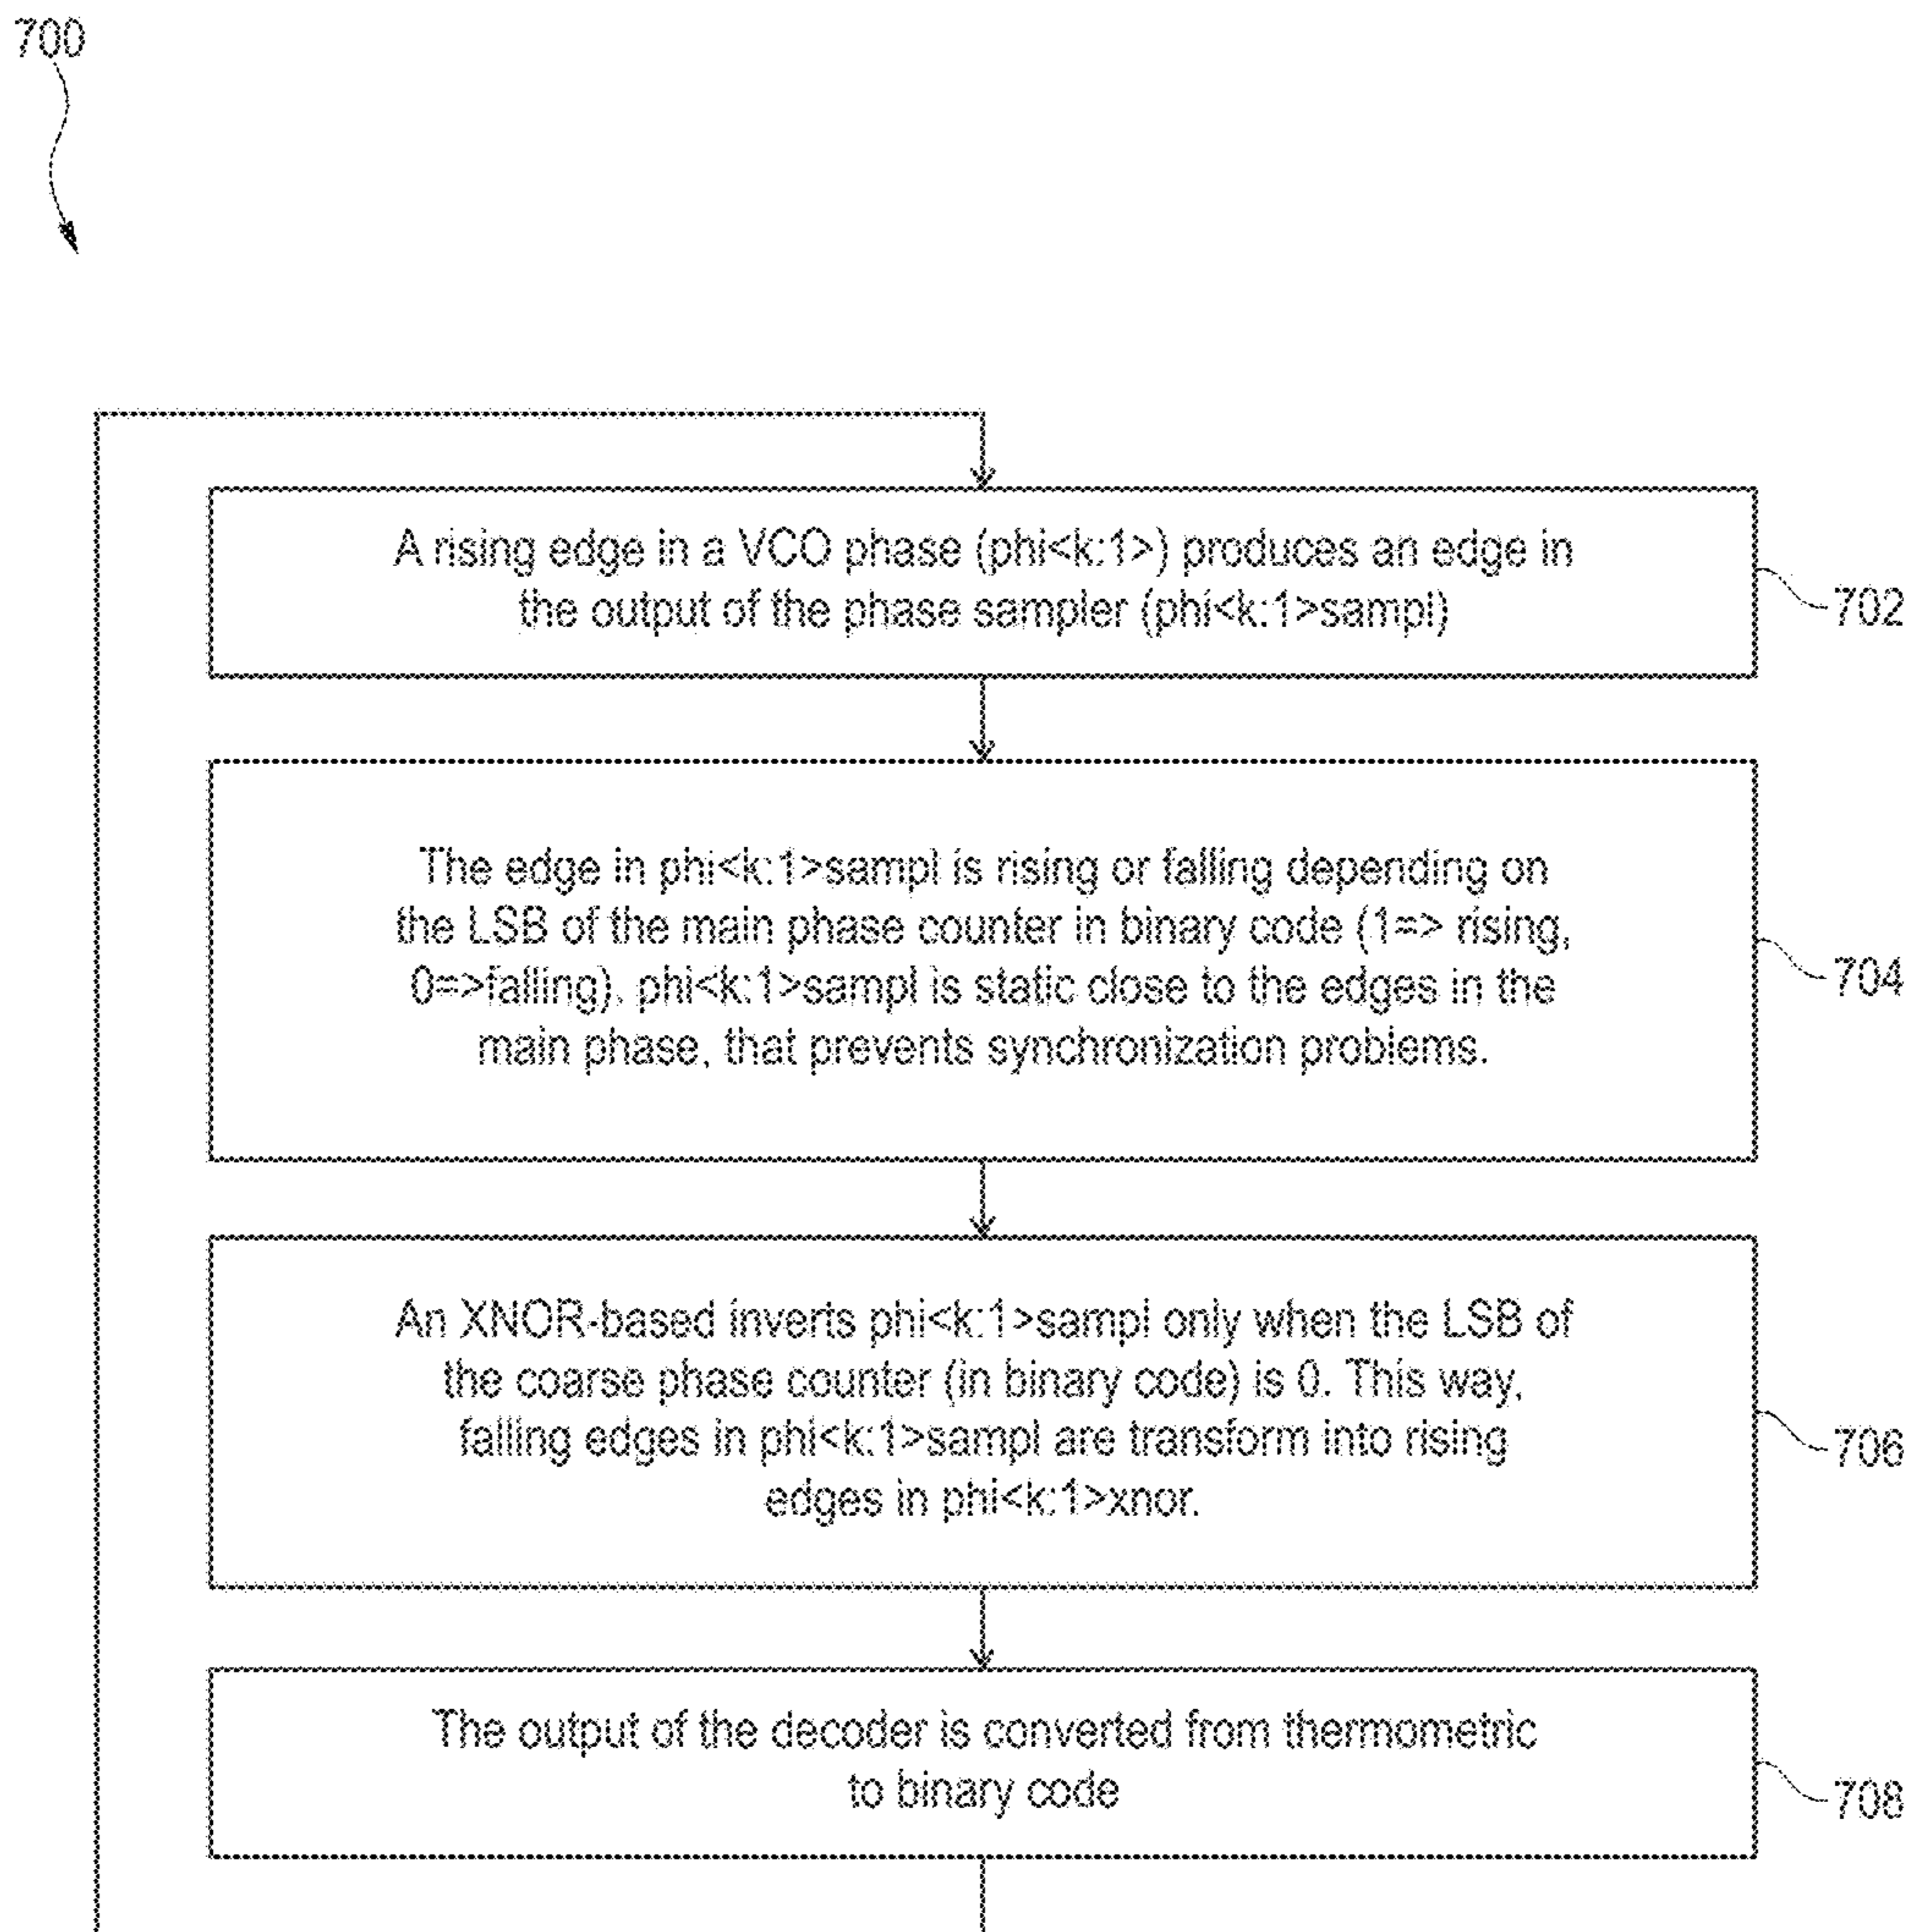 700
A rising edge in a VCO phase (phi<k:1>) produces an edge in
the output of the phase sampler (phi<k:1>sampl)
702
The edge in phi<k:1>sampl is rising or falling depending on
the LSB of the main phase counter in binary code (1=> rising,
0=>falling). phi<k:1>sampl is static close to the edges in the
main phase, that prevents synchronization problems.
704
An XNOR-based inverts phi<k:1>sampl only when the LSB of
the coarse phase counter (in binary code) is 0. This way,
falling edges in phi<k:1>sampl are transform into rising
edges in phi<k:1>xnor.
706
The output of the decoder is converted from thermometric
to binary code
708